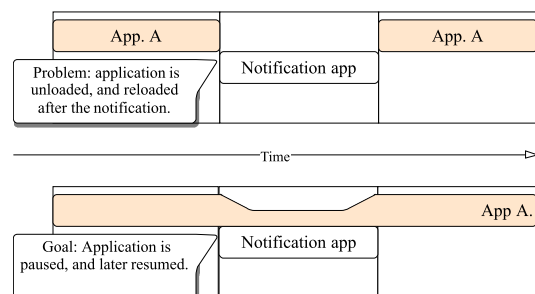 App. A
App. A
Notification app
Problem: application is
unloaded, and reloaded
after the notification.
Time
App A.
Notification app
Goal: Application is
paused, and later resumed.